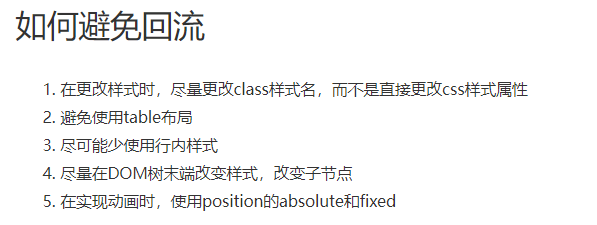 如何避免回流
1. 在更改样式时，尽量更改class样式名，而不是直接更改css样式属性
2. 避免使用table布局
3. 尽可能少使用行内样式
4. 尽量在DOM树末端改变样式，改变子节点
5. 在实现动画时，使用position的absolute和fixed